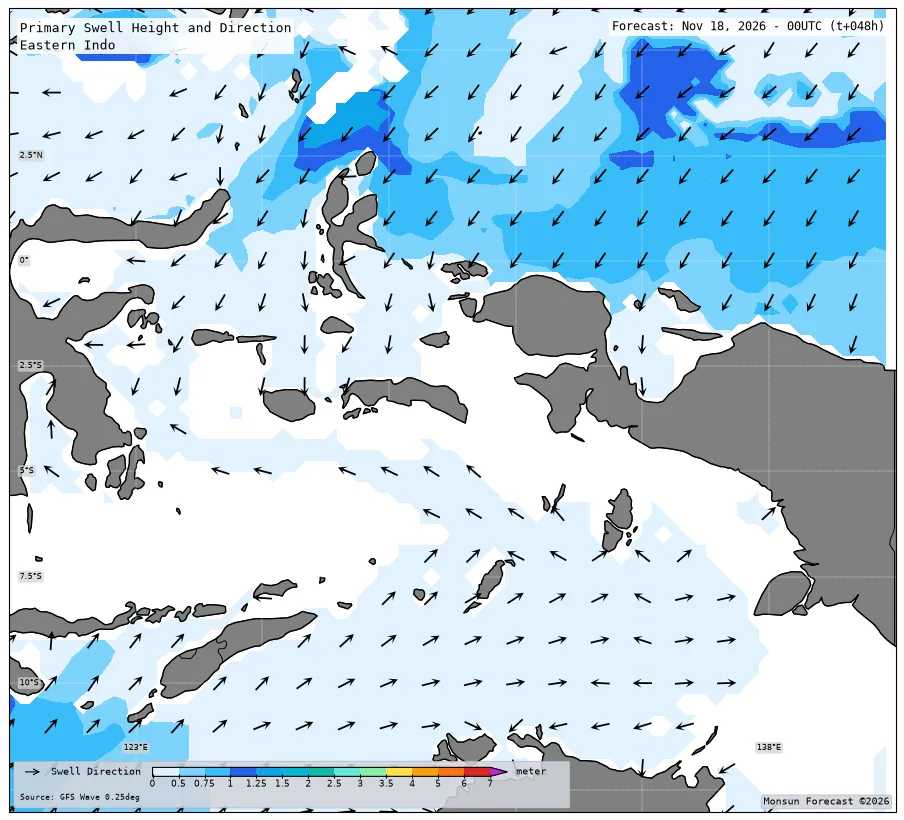 Primary Swell Height and Direction
Eastern Indo
Forecast: Nov 18, 2026 - 00UTC (t+048h)
2.5°N
0°
2.5°S
5°S
7.5°S
10°S
123°E
138°E
Swell Direction
meter
0 0.5 0.75 1 1.25 1.5 2 2.5 3 3.5 4 5 6 7
Source: GFS Wave 0.25deg
Monsun Forecast ©2026